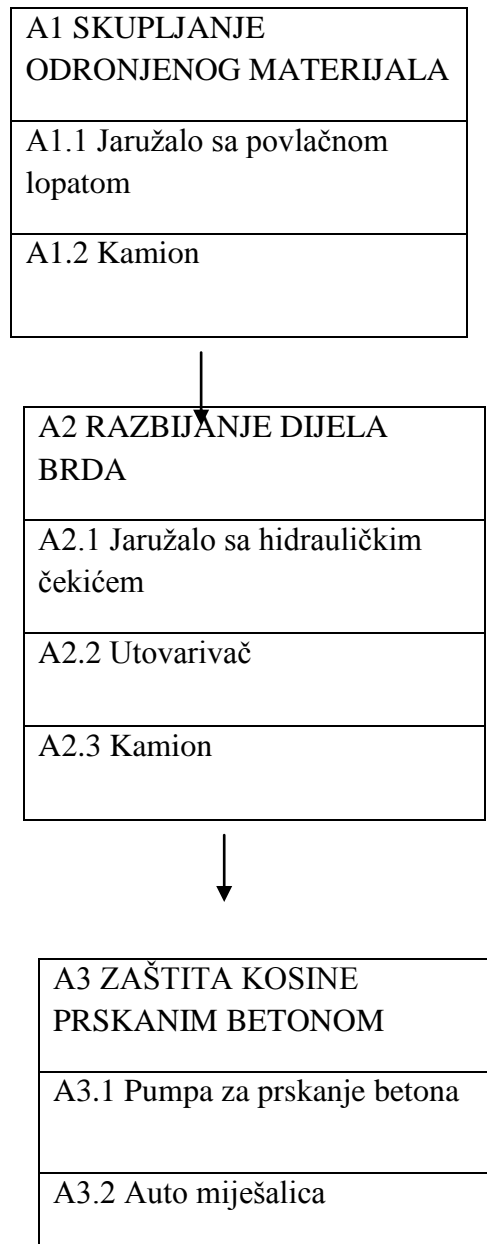 A1 SKUPLJANJE
ODRONJENOG MATERIJALA
A1.1 Jaružalo sa povlačnom
lopatom
A1.2 Kamion
A2 RAZBIJANJE DIJELA
BRDA
A2.1 Jaružalo sa hidrauličkim
čekićem
A2.2 Utovarivač
A2.3 Kamion
A3 ZAŠTITA KOSINE
PRSKANIM BETONOM
A3.1 Pumpa za prskanje betona
A3.2 Auto miješalica